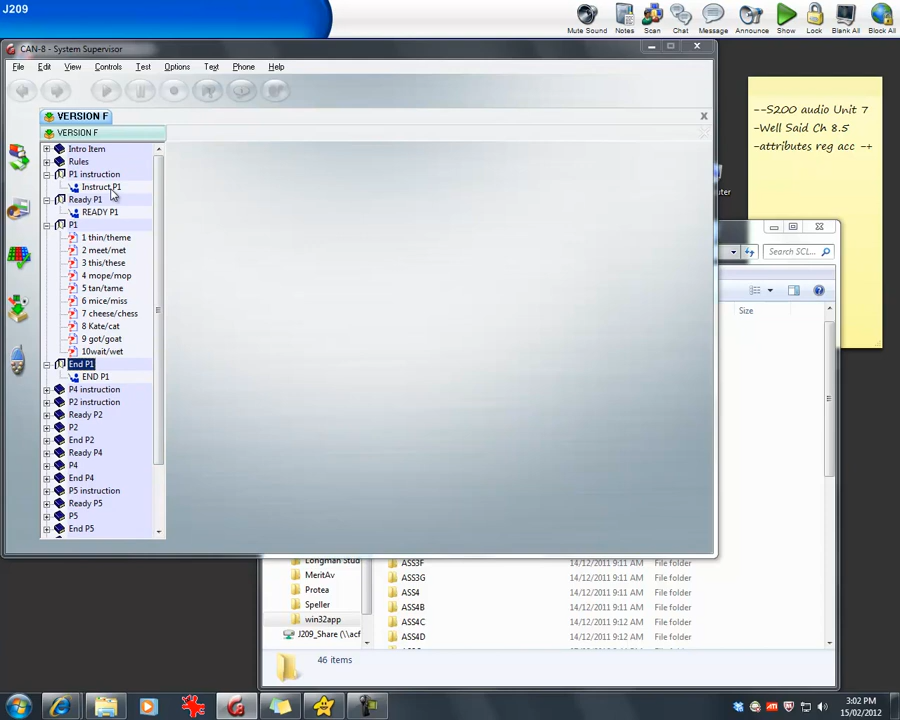 J209
Mute Sound
Notes
Scan
Chat
Message
Announce
Show
Lock
Blank All
Block All
CAN-8 - System Supervisor
File Edit View Controls Test Options Text Phone Help
VERSION F
VERSION F
Intro Item
Rules
P1 instruction
Instruct P1
Ready P1
READY P1
P1
1 thin/theme
2 meet/met
3 this/these
4 mope/mop
5 tan/tame
6 mice/miss
7 cheese/chess
8 Kate/cat
9 got/goat
10wait/wet
End P1
END P1
P4 instruction
P2 instruction
Ready P2
P2
End P2
Ready P4
P4
End P4
P5 instruction
Ready P5
P5
End P5
--S200 audio Unit 7
-Well Said Ch 8.5
-attributes reg acc -+
uter
Search SCL...
Size
Longman Stud
MeritAv
Protea
Speller
win32app
J209_Share (\\acf
ASS3F 14/12/2011 9:11 AM File folder
ASS3G 14/12/2011 9:11 AM File folder
ASS4 14/12/2011 9:11 AM File folder
ASS4B 14/12/2011 9:11 AM File folder
ASS4C 14/12/2011 9:12 AM File folder
ASS4D 14/12/2011 9:12 AM File folder
46 items
3:02 PM
15/02/2012